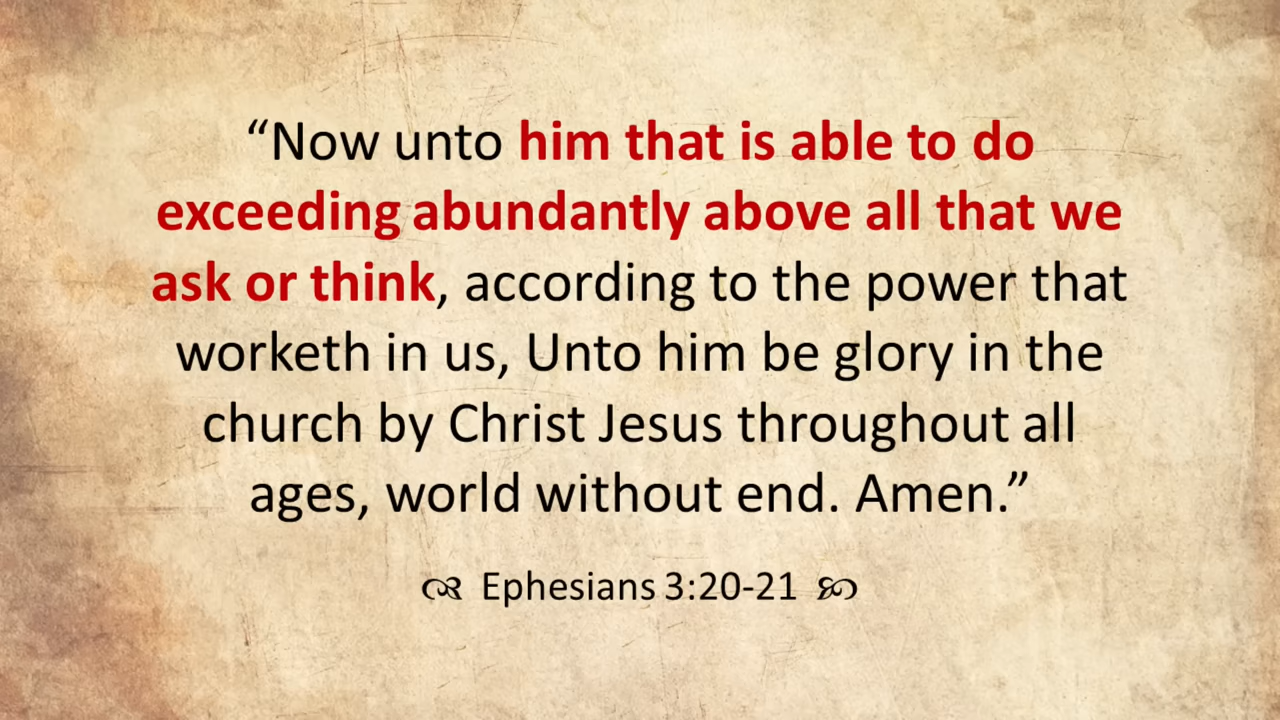 “Now unto him that is able to do
exceeding abundantly above all that we
ask or think, according to the power that
worketh in us, Unto him be glory in the
church by Christ Jesus throughout all
ages, world without end. Amen.”
Ephesians 3:20-21